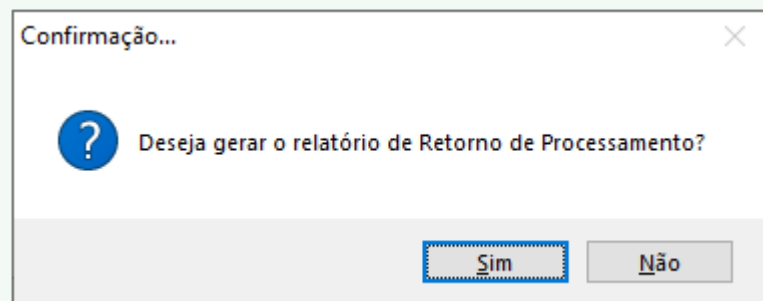 Confirmação...
Deseja gerar o relatório de Retorno de Processamento?
Sim
Não